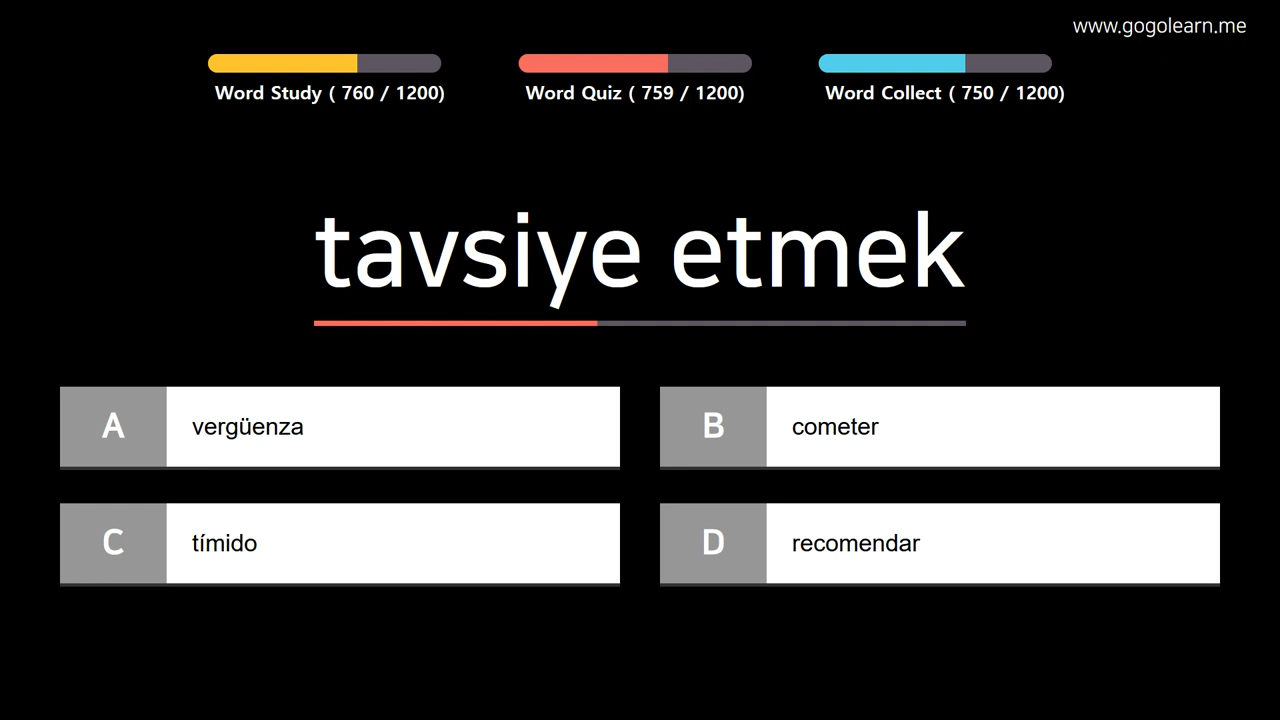 www.gogolearn.me
Word Study ( 760 / 1200)
Word Quiz ( 759 / 1200)
Word Collect ( 750 / 1200)
tavsiye etmek
A vergüenza
B cometer
C tímido
D recomendar